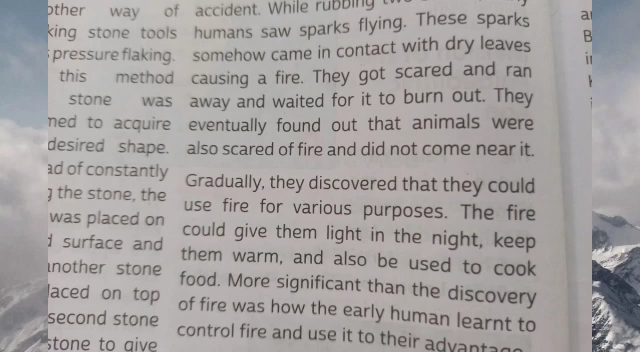 other way of
king stone tools
pressure flaking.
this method
stone was
ned to acquire
desired shape.
ad of constantly
g the stone, the
was placed on
d surface and
another stone
laced on top
second stone
stone to give
accident. While rubbing two
humans saw sparks flying. These sparks
somehow came in contact with dry leaves
causing a fire. They got scared and ran
away and waited for it to burn out. They
eventually found out that animals were
also scared of fire and did not come near it.
Gradually, they discovered that they could
use fire for various purposes. The fire
could give them light in the night, keep
them warm, and also be used to cook
food. More significant than the discovery
of fire was how the early human learnt to
control fire and use it to their advantage